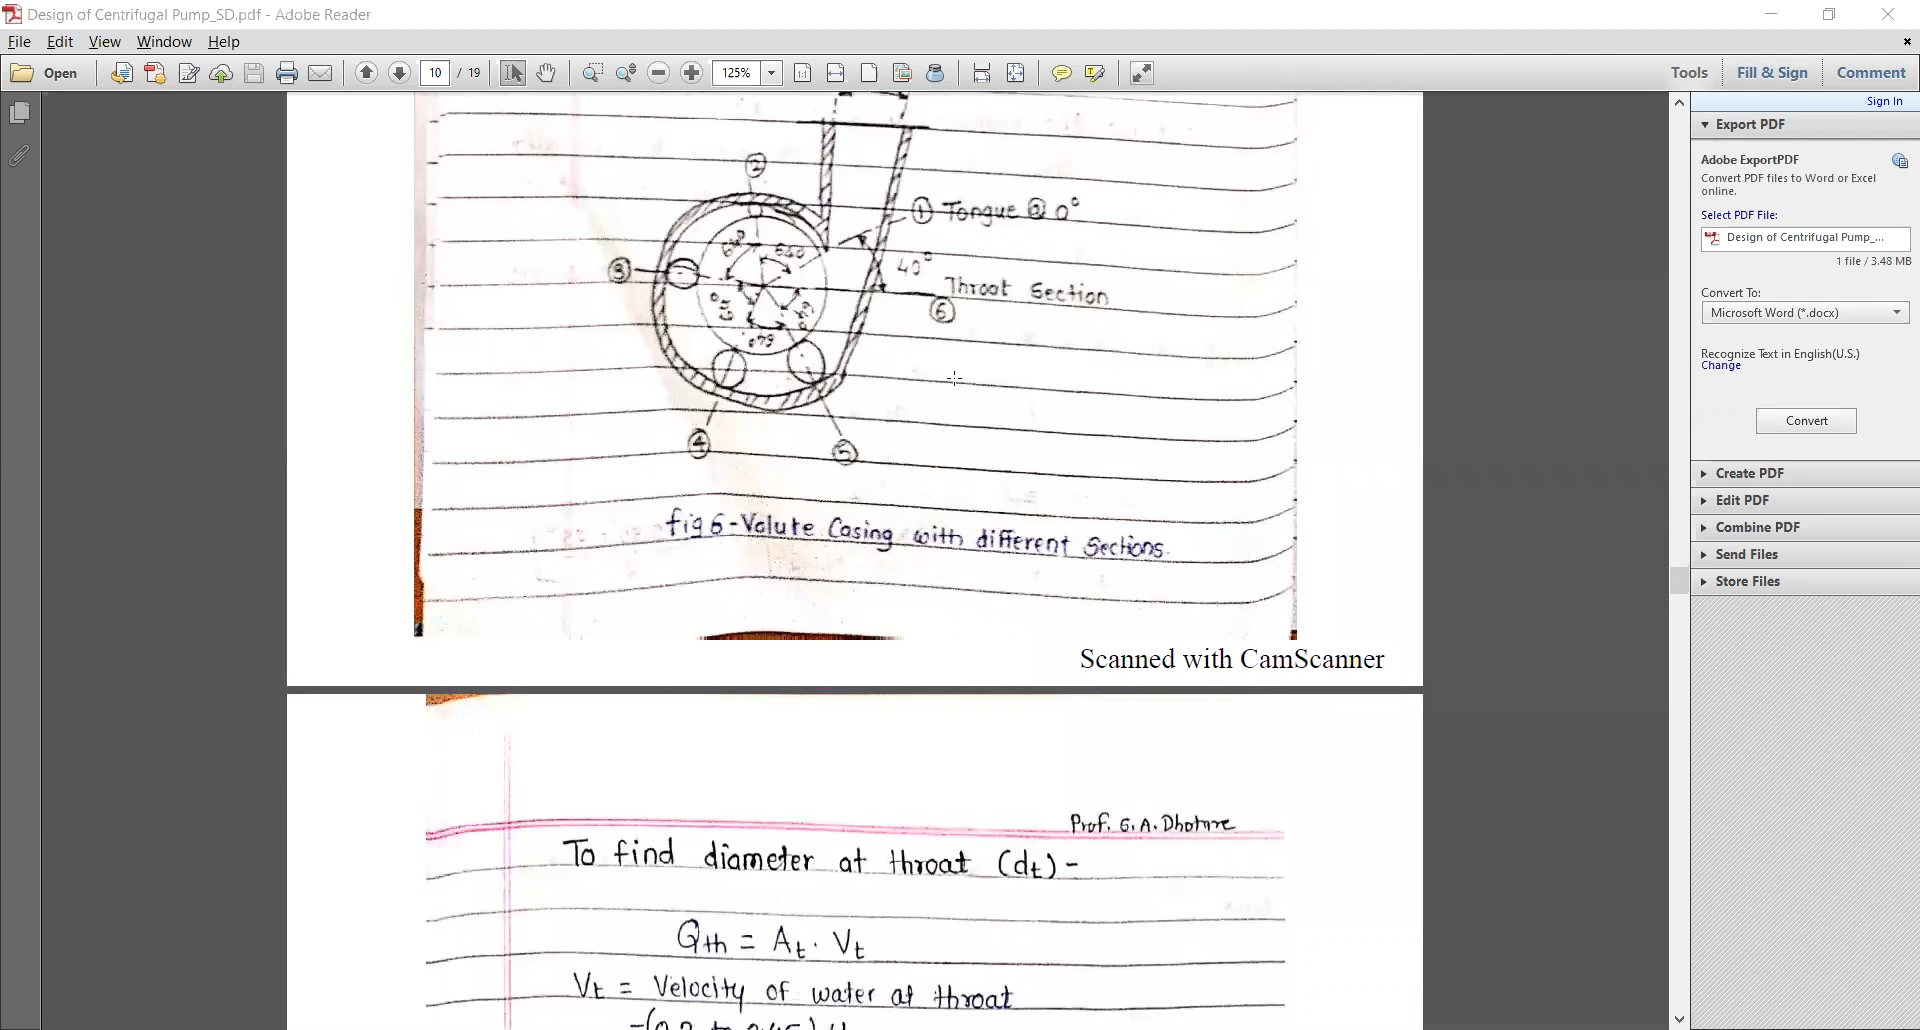 Design of Centrifugal Pump_SD.pdf - Adobe Reader
File Edit View Window Help
Open 10 / 19 125% Tools Fill & Sign Comment
Sign In
Export PDF
Adobe ExportPDF
Convert PDF files to Word or Excel
online.
Select PDF File:
Design of Centrifugal Pump_...
1 file / 3.48 MB
Convert To:
Microsoft Word (*.docx)
Recognize Text in English(U.S.)
Change
Convert
Create PDF
Edit PDF
Combine PDF
Send Files
Store Files
②
① Tongue @ 0°
③
40°
Throat Section
⑥
④
⑤
fig 6-Volute Casing with different Sections.
Scanned with CamScanner
To find diameter at throat (dt) -
Qth = At . Vt
Vt = Velocity of water at throat